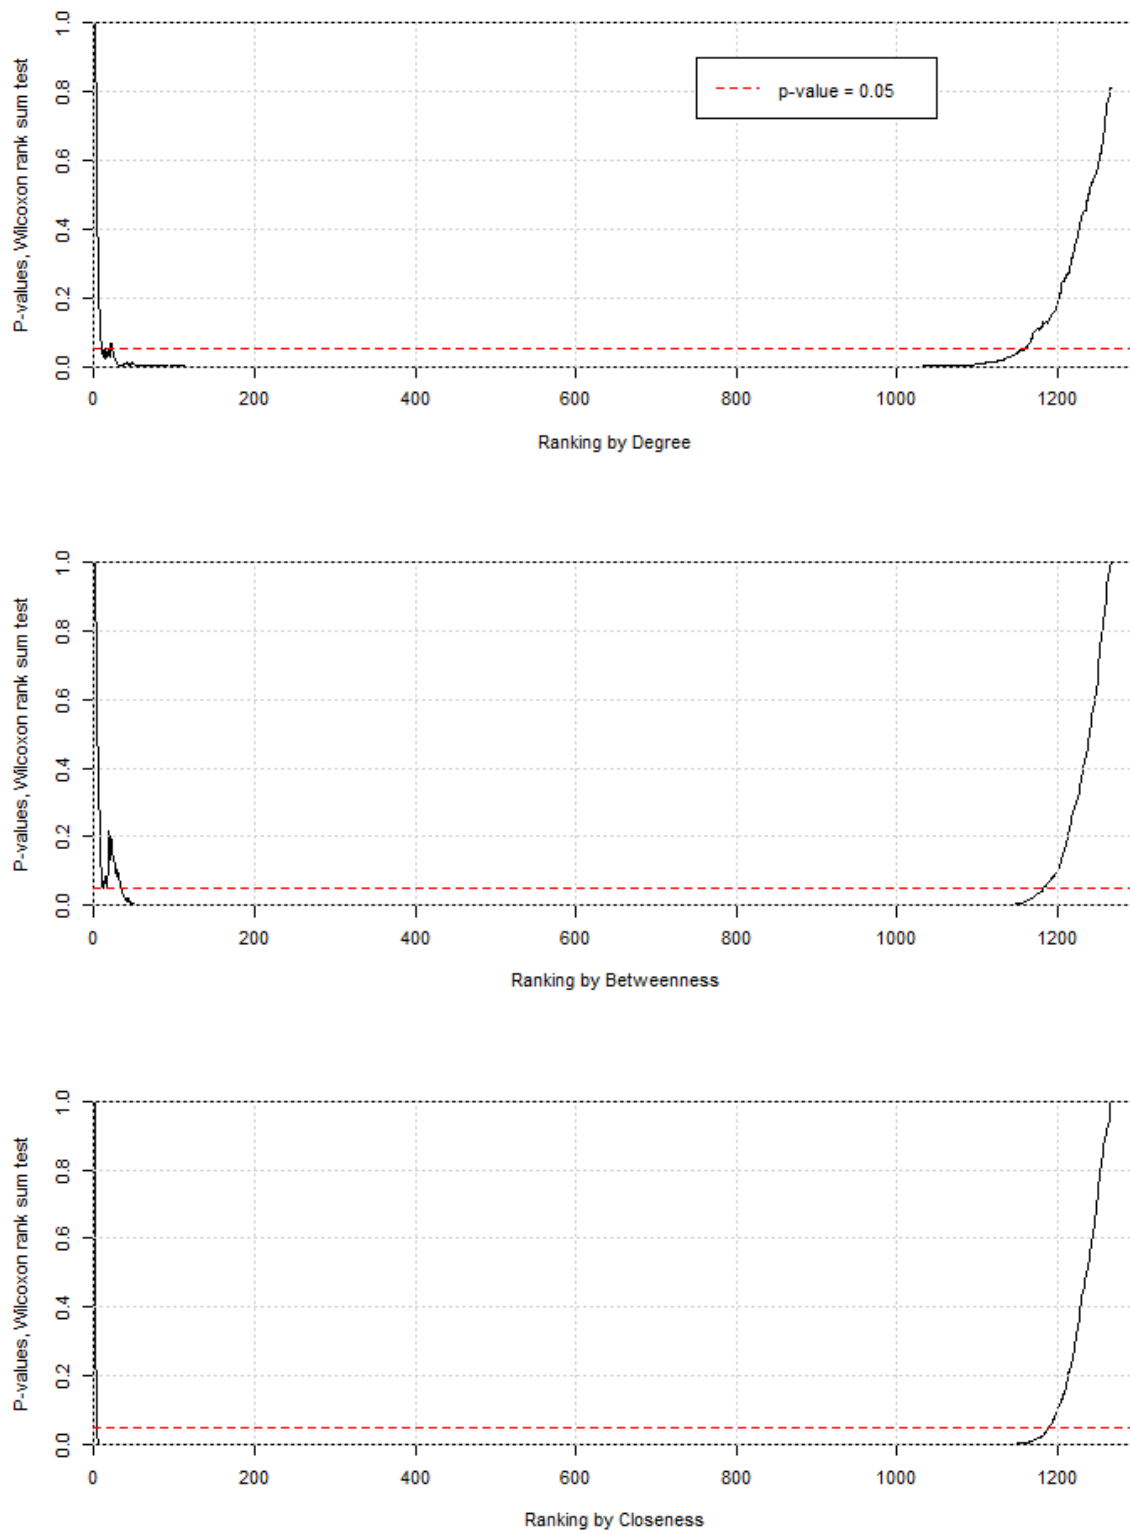 P-values, Wilcoxon rank sum test
1.0
0.8
0.6
0.4
0.2
0.0
p-value = 0.05
0 200 400 600 800 1000 1200
Ranking by Degree
P-values, Wilcoxon rank sum test
1.0
0.8
0.6
0.4
0.2
0.0
0 200 400 600 800 1000 1200
Ranking by Betweenness
P-values, Wilcoxon rank sum test
1.0
0.8
0.6
0.4
0.2
0.0
0 200 400 600 800 1000 1200
Ranking by Closeness